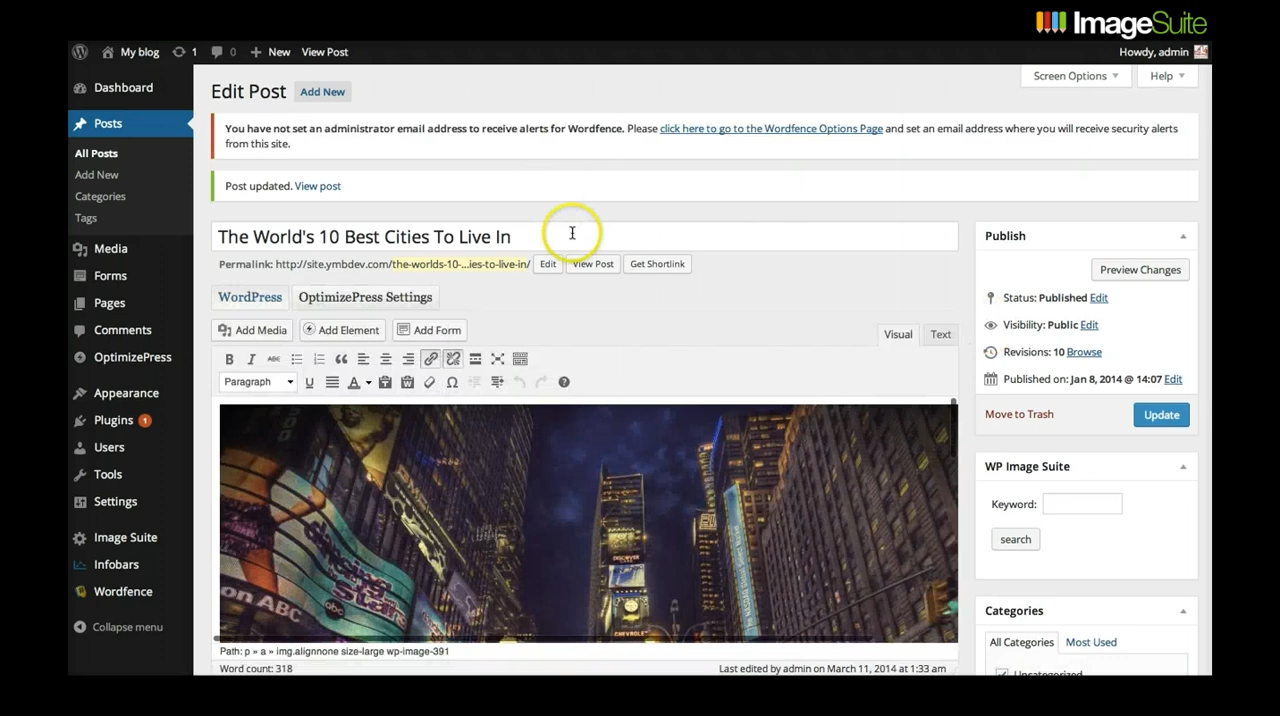 ImageSuite
My blog 1 0 New View Post Howdy, admin
Screen Options Help
Dashboard
Posts
All Posts
Add New
Categories
Tags
Media
Forms
Pages
Comments
OptimizePress
Appearance
Plugins 1
Users
Tools
Settings
Image Suite
Infobars
Wordfence
Collapse menu
Edit Post Add New
You have not set an administrator email address to receive alerts for Wordfence. Please click here to go to the Wordfence Options Page and set an email address where you will receive security alerts
from this site.
Post updated. View post
The World's 10 Best Cities To Live In
Permalink: http://site.ymbdev.com/the-worlds-10-...ies-to-live-in/ Edit View Post Get Shortlink
WordPress OptimizePress Settings
Add Media Add Element Add Form
Visual Text
B I ABC
Paragraph U A T W Ω ?
DISCOVER
CHEVROLET
on ABC
abc
Path: p » a » img.alignnone size-large wp-image-391
Word count: 318 Last edited by admin on March 11, 2014 at 1:33 am
Publish
Preview Changes
Status: Published Edit
Visibility: Public Edit
Revisions: 10 Browse
Published on: Jan 8, 2014 @ 14:07 Edit
Move to Trash Update
WP Image Suite
Keyword:
search
Categories
All Categories Most Used
Uncategorized